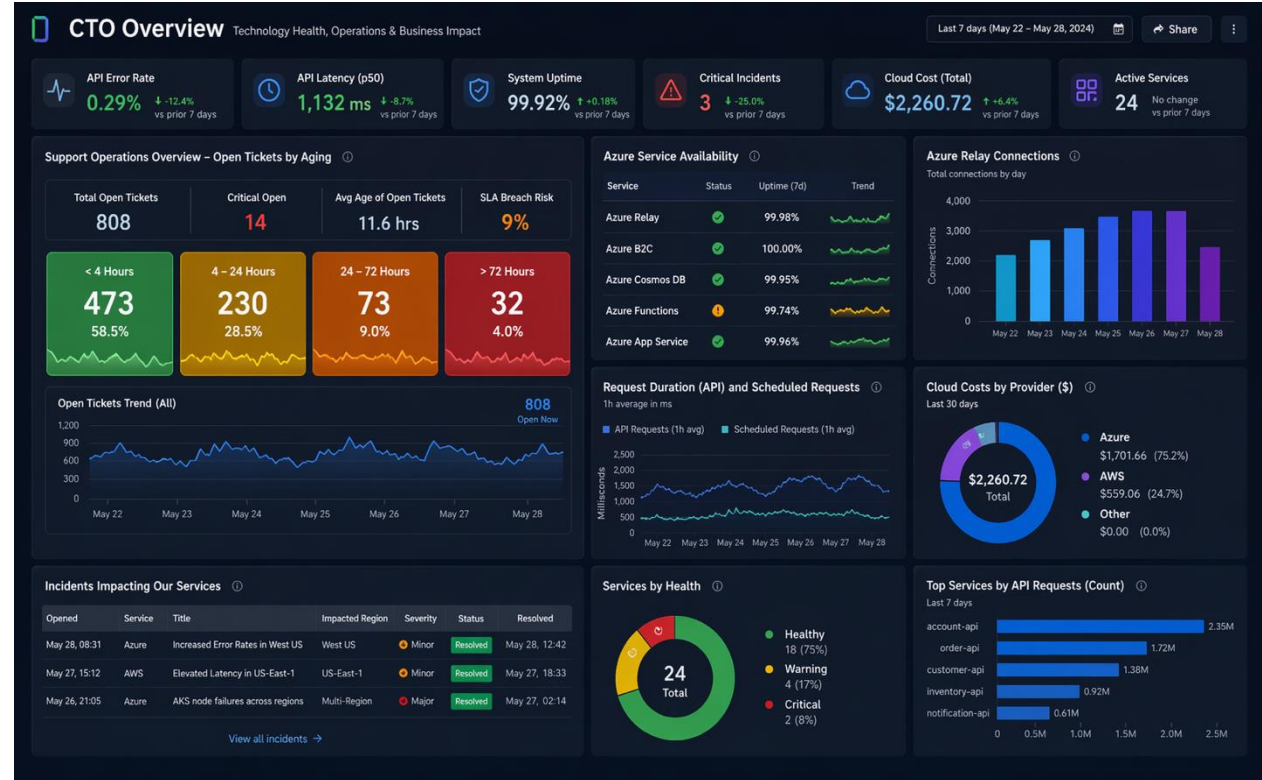 CTO Overview Technology Health, Operations & Business Impact
Last 7 days (May 22 – May 28, 2024)
Share
API Error Rate
0.29% ↓ -12.4%
vs prior 7 days
API Latency (p50)
1,132 ms ↓ -8.7%
vs prior 7 days
System Uptime
99.92% ↑ +0.18%
vs prior 7 days
Critical Incidents
3 ↓ -25.0%
vs prior 7 days
Cloud Cost (Total)
$2,260.72 ↑ +6.4%
vs prior 7 days
Active Services
24 No change
vs prior 7 days
Support Operations Overview – Open Tickets by Aging
Total Open Tickets
808
Critical Open
14
Avg Age of Open Tickets
11.6 hrs
SLA Breach Risk
9%
< 4 Hours
473
58.5%
4 – 24 Hours
230
28.5%
24 – 72 Hours
73
9.0%
> 72 Hours
32
4.0%
Open Tickets Trend (All)
808
Open Now
1,200
900
600
300
0
May 22 May 23 May 24 May 25 May 26 May 27 May 28
Azure Service Availability
Service Status Uptime (7d) Trend
Azure Relay 99.98%
Azure B2C 100.00%
Azure Cosmos DB 99.95%
Azure Functions 99.74%
Azure App Service 99.96%
Azure Relay Connections
Total connections by day
Connections
4,000
3,000
2,000
1,000
0
May 22 May 23 May 24 May 25 May 26 May 27 May 28
Request Duration (API) and Scheduled Requests
1h average in ms
API Requests (1h avg) Scheduled Requests (1h avg)
Milliseconds
2,500
2,000
1,500
1,000
500
0
May 22 May 23 May 24 May 25 May 26 May 27 May 28
Cloud Costs by Provider ($)
Last 30 days
$2,260.72
Total
Azure
$1,701.66 (75.2%)
AWS
$559.06 (24.7%)
Other
$0.00 (0.0%)
Incidents Impacting Our Services
Opened Service Title Impacted Region Severity Status Resolved
May 28, 08:31 Azure Increased Error Rates in West US West US Minor Resolved May 28, 12:42
May 27, 15:12 AWS Elevated Latency in US-East-1 US-East-1 Minor Resolved May 27, 18:33
May 26, 21:05 Azure AKS node failures across regions Multi-Region Major Resolved May 27, 02:14
View all incidents →
Services by Health
24
Total
Healthy
18 (75%)
Warning
4 (17%)
Critical
2 (8%)
Top Services by API Requests (Count)
Last 7 days
account-api 2.35M
order-api 1.72M
customer-api 1.38M
inventory-api 0.92M
notification-api 0.61M
0 0.5M 1.0M 1.5M 2.0M 2.5M